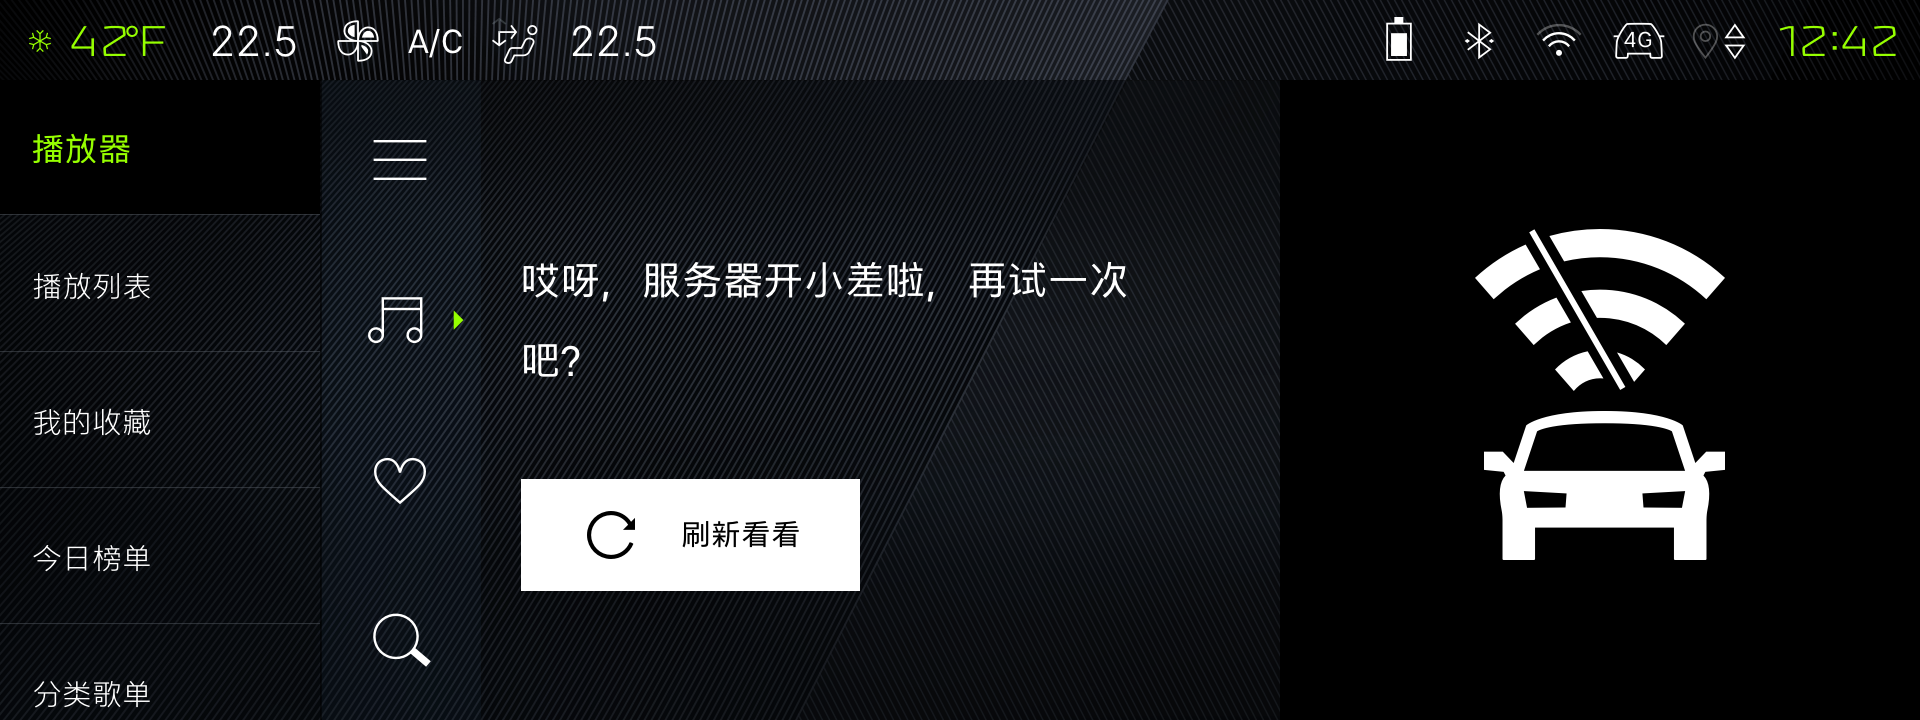 42°F 22.5 A/C 22.5 4G 12:42
播放器
播放列表
我的收藏
今日榜单
分类歌单
哎呀，服务器开小差啦，再试一次
吧?
刷新看看